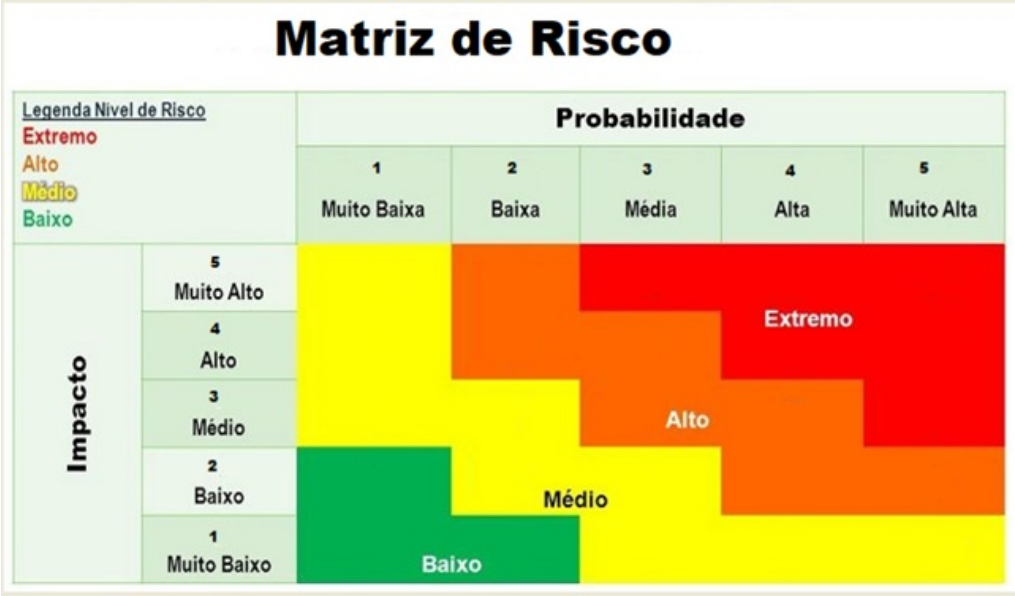 Matriz de Risco
Legenda Nivel de Risco
Extremo
Alto
Médio
Baixo
Probabilidade
1
Muito Baixa
2
Baixa
3
Média
4
Alta
5
Muito Alta
Impacto
5
Muito Alto
4
Alto
3
Médio
2
Baixo
1
Muito Baixo
Extremo
Alto
Médio
Baixo